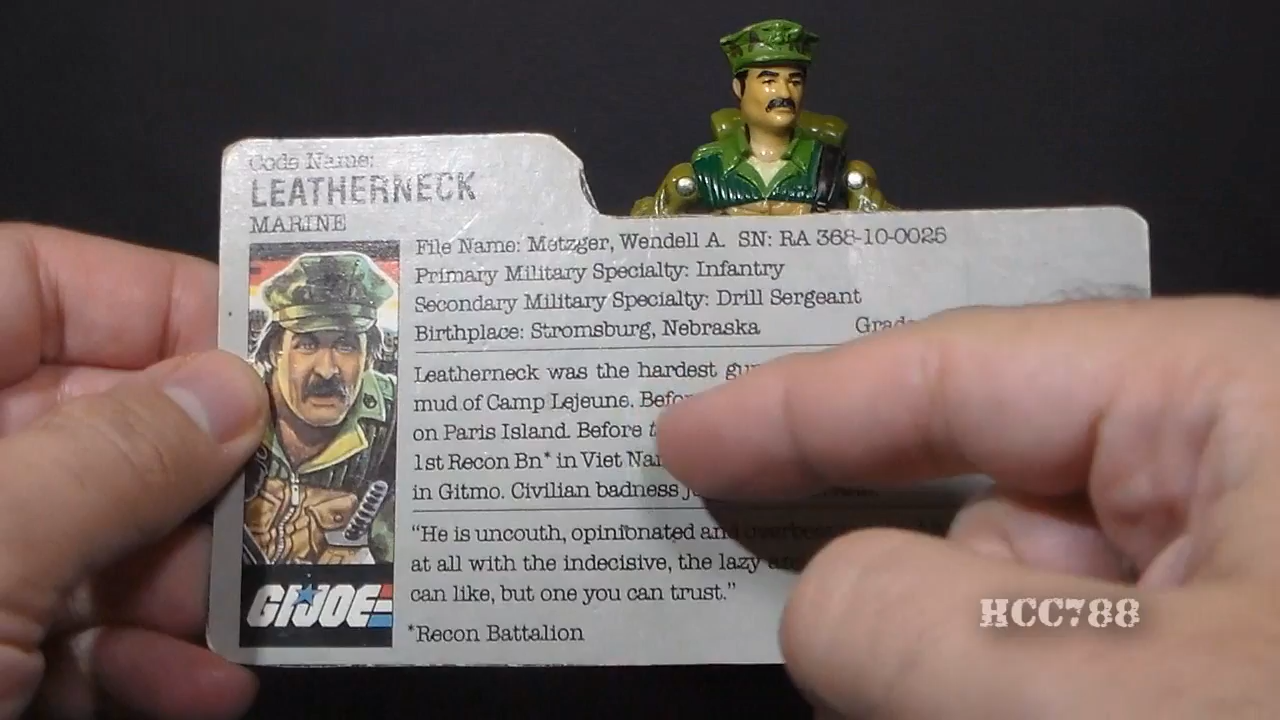 Code Name:
LEATHERNECK
MARINE
File Name: Metzger, Wendell A. SN: RA 368-10-0025
Primary Military Specialty: Infantry
Secondary Military Specialty: Drill Sergeant
Birthplace: Stromsburg, Nebraska
Leatherneck was the hardest
mud of Camp Lejeune.
on Paris Island. Before
1st Recon Bn* in Viet
in Gitmo. Civilian badness
"He is uncouth, opinionated and
at all with the indecisive, the lazy
can like, but one you can trust."
*Recon Battalion
GI JOE
HCC788